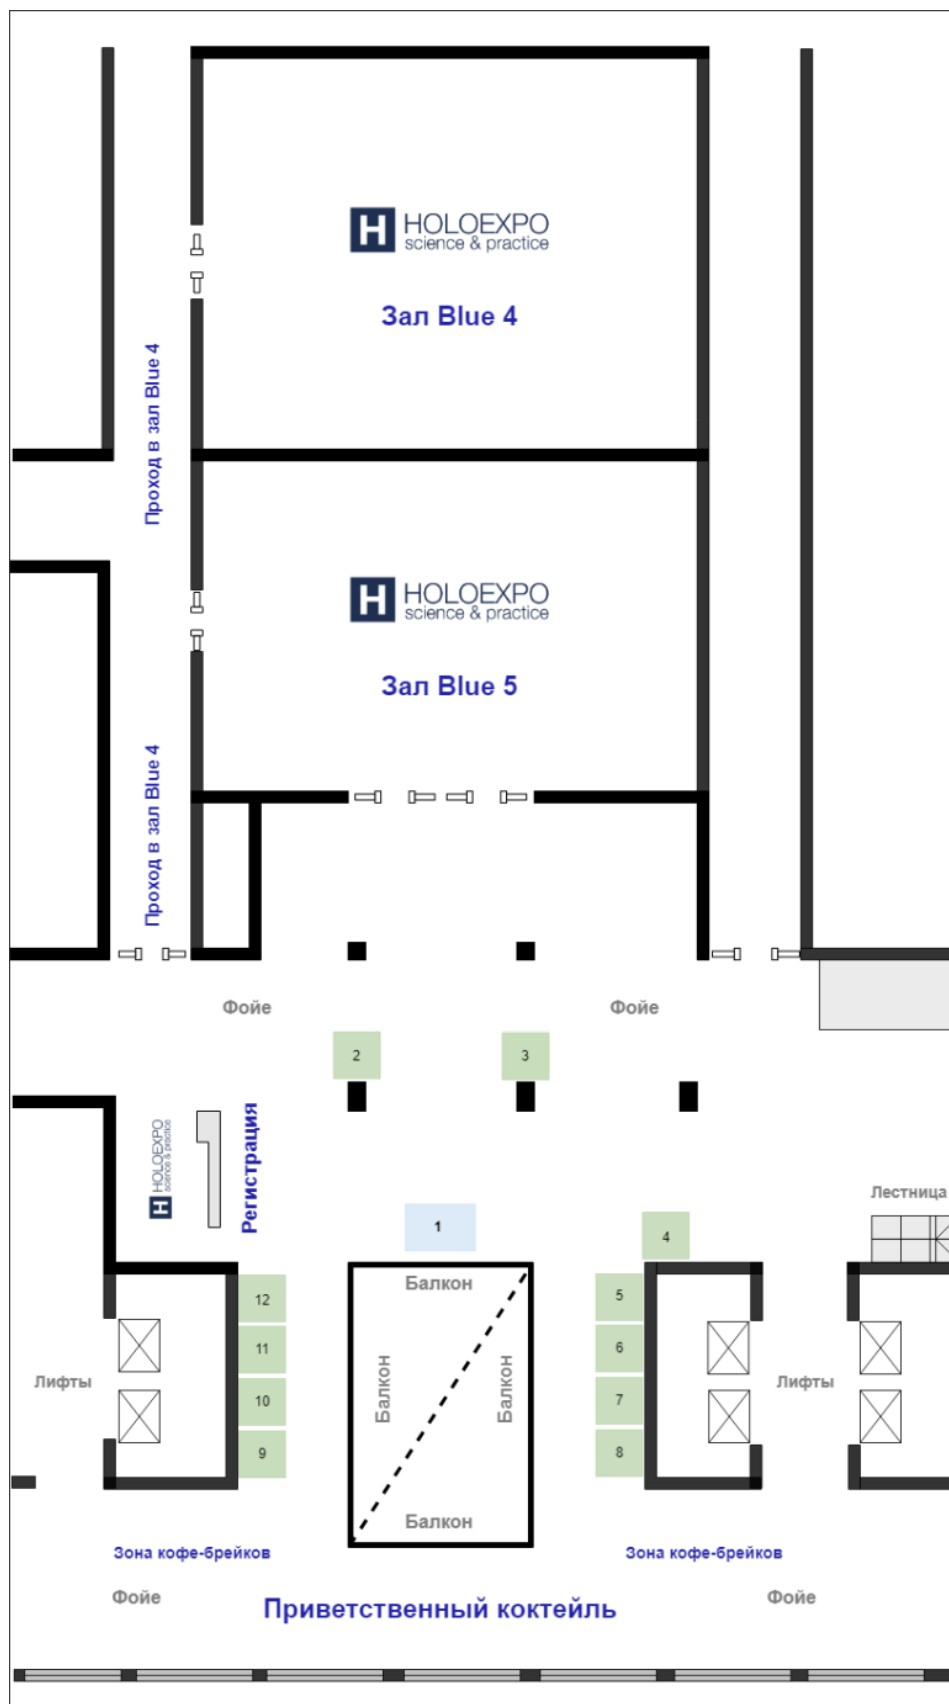 HOLOEXPO
science & practice
Зал Blue 4
Проход в зал Blue 4
HOLOEXPO
science & practice
Зал Blue 5
Проход в зал Blue 4
Фойе
Фойе
2
3
HOLOEXPO
science & practice
Регистрация
Лестница
1
4
Балкон
12
5
11
6
Лифты
Балкон
Балкон
Лифты
10
7
9
8
Балкон
Зона кофе-брейков
Зона кофе-брейков
Фойе
Фойе
Приветственный коктейль